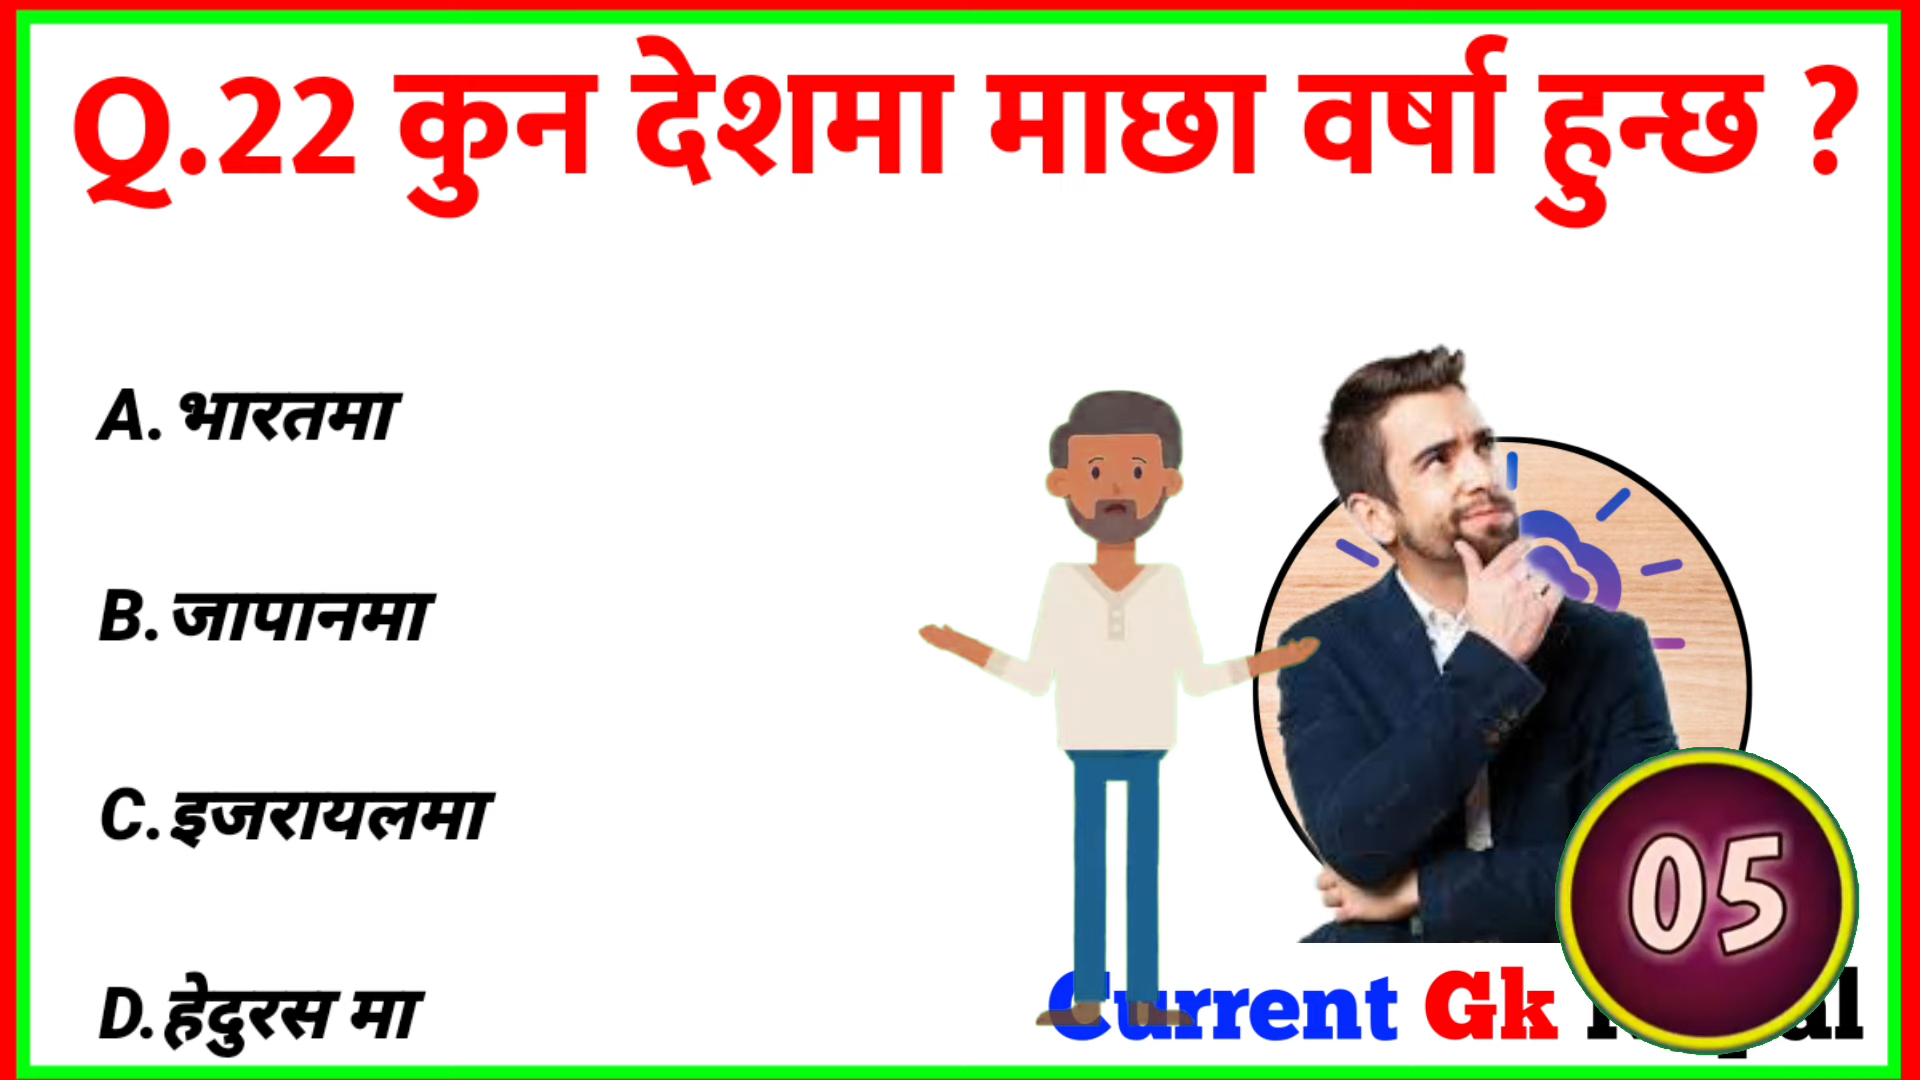 Q.22 कुन देशमा माछा वर्षा हुन्छ ?
A. भारतमा
B. जापानमा
C. इजरायलमा
D. हेदुरस मा
05
Current Gk